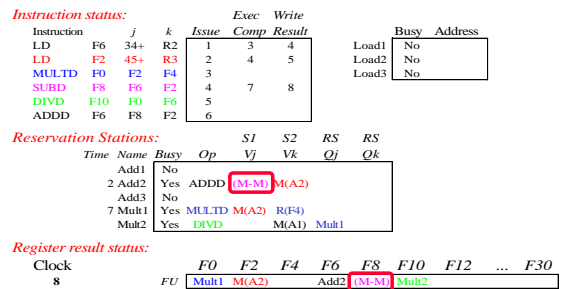 Instruction status: Exec Write
Instruction j k Issue Comp Result Busy Address
LD F6 34+ R2 1 3 4 Load1 No
LD F2 45+ R3 2 4 5 Load2 No
MULTD F0 F2 F4 3 Load3 No
SUBD F8 F6 F2 4 7 8
DIVD F10 F0 F6 5
ADDD F6 F8 F2 6
Reservation Stations: S1 S2 RS RS
Time Name Busy Op Vj Vk Qj Qk
Add1 No
2 Add2 Yes ADDD (M-M) M(A2)
Add3 No
7 Mult1 Yes MULTD M(A2) R(F4)
Mult2 Yes DIVD M(A1) Mult1
Register result status:
Clock F0 F2 F4 F6 F8 F10 F12 ... F30
8 FU Mult1 M(A2) Add2 (M-M) Mult2